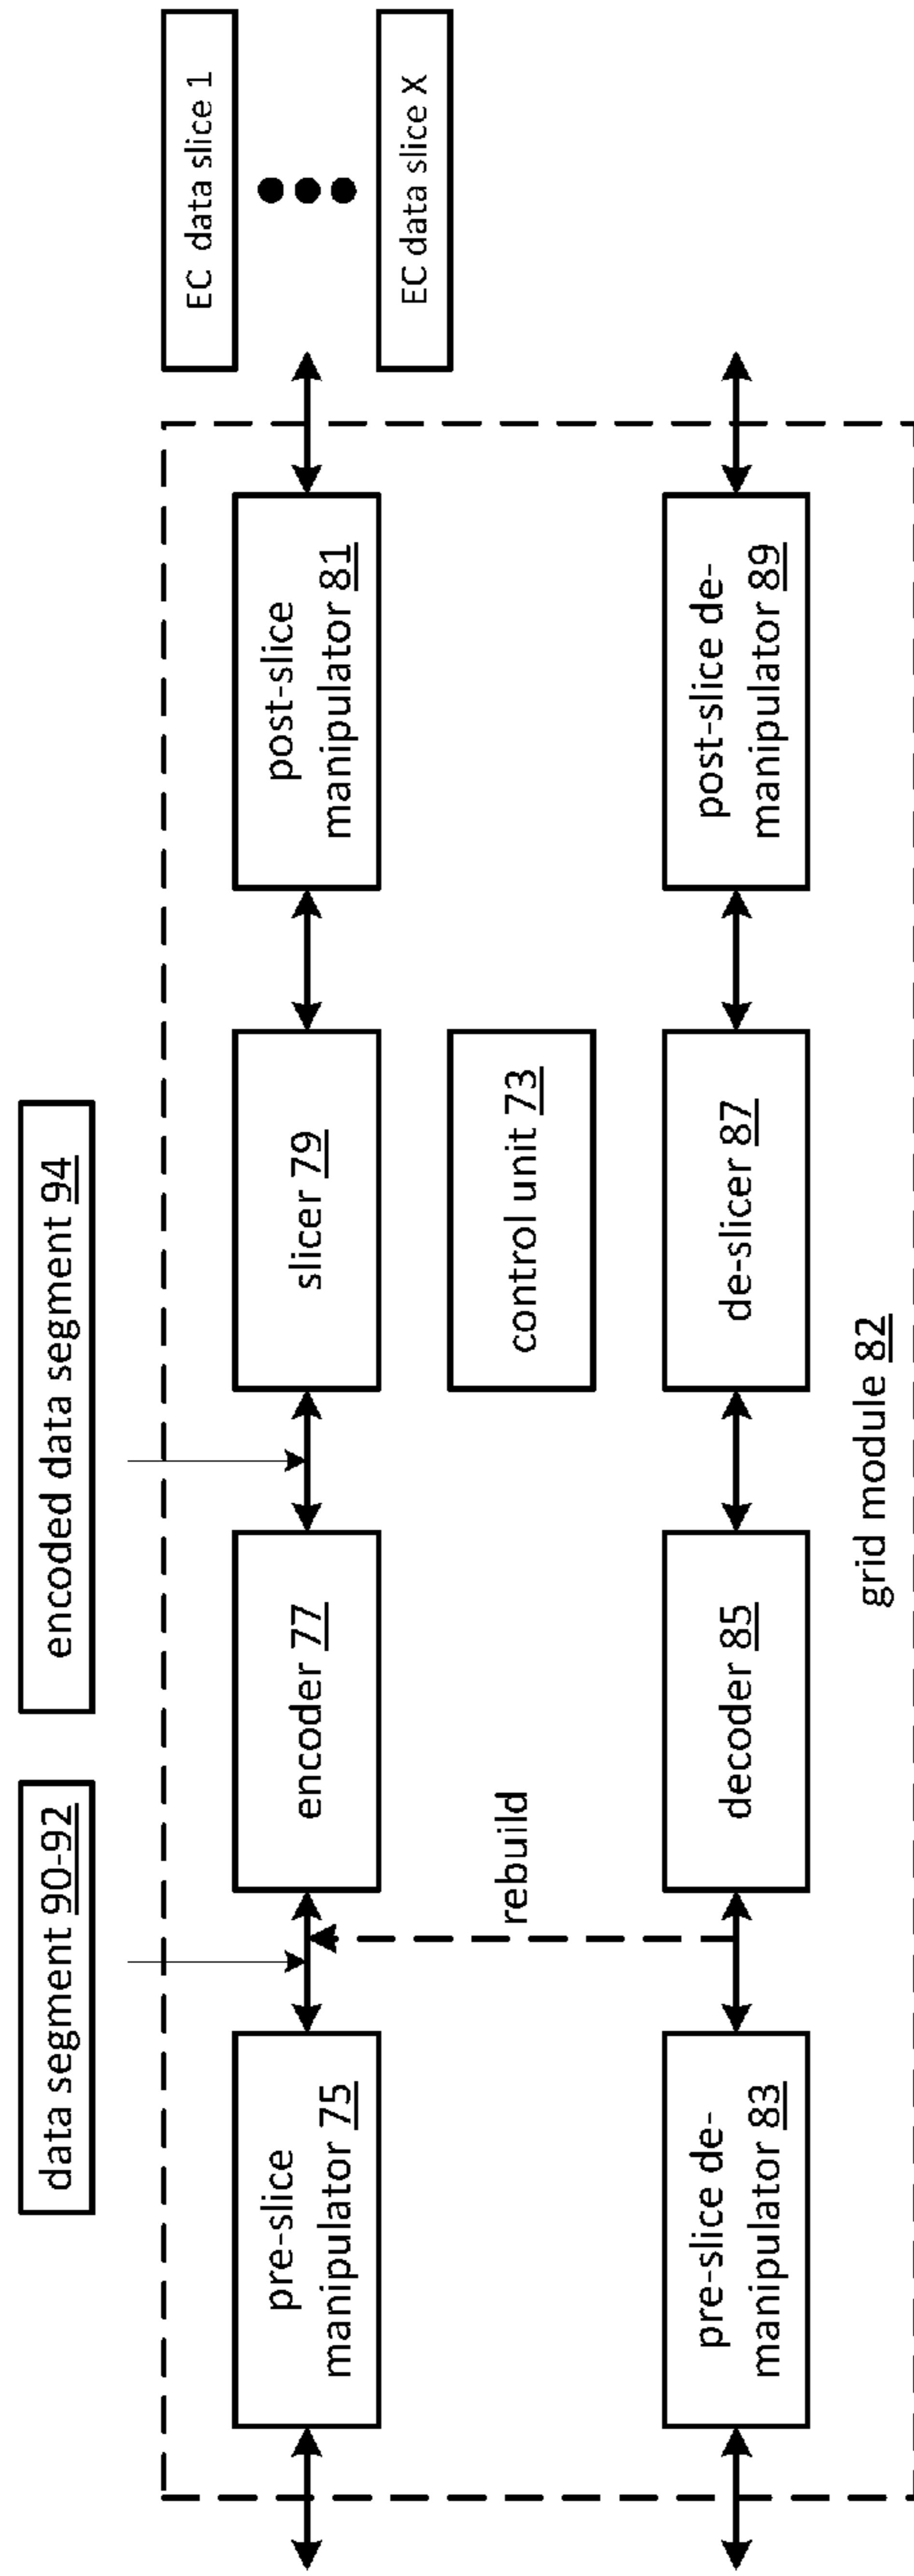 data segment 90-92
encoded data segment 94
EC data slice 1
EC data slice X
pre-slice
manipulator 75
encoder 77
slicer 79
post-slice
manipulator 81
rebuild
control unit 73
pre-slice de-
manipulator 83
decoder 85
de-slicer 87
post-slice de-
manipulator 89
grid module 82